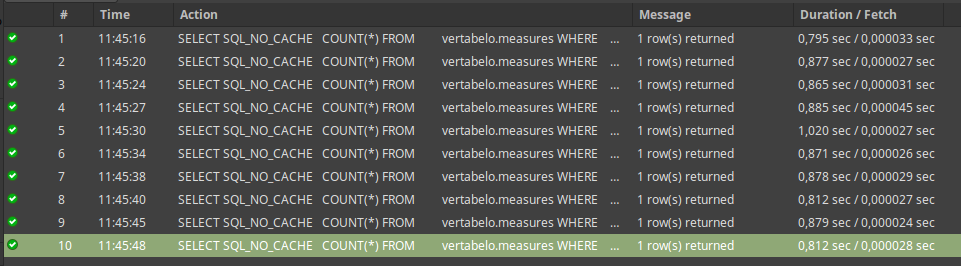 # Time Action Message Duration / Fetch
1 11:45:16 SELECT SQL_NO_CACHE COUNT(*) FROM vertabelo.measures WHERE ... 1 row(s) returned 0,795 sec / 0,000033 sec
2 11:45:20 SELECT SQL_NO_CACHE COUNT(*) FROM vertabelo.measures WHERE ... 1 row(s) returned 0,877 sec / 0,000027 sec
3 11:45:24 SELECT SQL_NO_CACHE COUNT(*) FROM vertabelo.measures WHERE ... 1 row(s) returned 0,865 sec / 0,000031 sec
4 11:45:27 SELECT SQL_NO_CACHE COUNT(*) FROM vertabelo.measures WHERE ... 1 row(s) returned 0,885 sec / 0,000045 sec
5 11:45:30 SELECT SQL_NO_CACHE COUNT(*) FROM vertabelo.measures WHERE ... 1 row(s) returned 1,020 sec / 0,000027 sec
6 11:45:34 SELECT SQL_NO_CACHE COUNT(*) FROM vertabelo.measures WHERE ... 1 row(s) returned 0,871 sec / 0,000026 sec
7 11:45:38 SELECT SQL_NO_CACHE COUNT(*) FROM vertabelo.measures WHERE ... 1 row(s) returned 0,878 sec / 0,000029 sec
8 11:45:40 SELECT SQL_NO_CACHE COUNT(*) FROM vertabelo.measures WHERE ... 1 row(s) returned 0,812 sec / 0,000027 sec
9 11:45:45 SELECT SQL_NO_CACHE COUNT(*) FROM vertabelo.measures WHERE ... 1 row(s) returned 0,879 sec / 0,000024 sec
10 11:45:48 SELECT SQL_NO_CACHE COUNT(*) FROM vertabelo.measures WHERE ... 1 row(s) returned 0,812 sec / 0,000028 sec